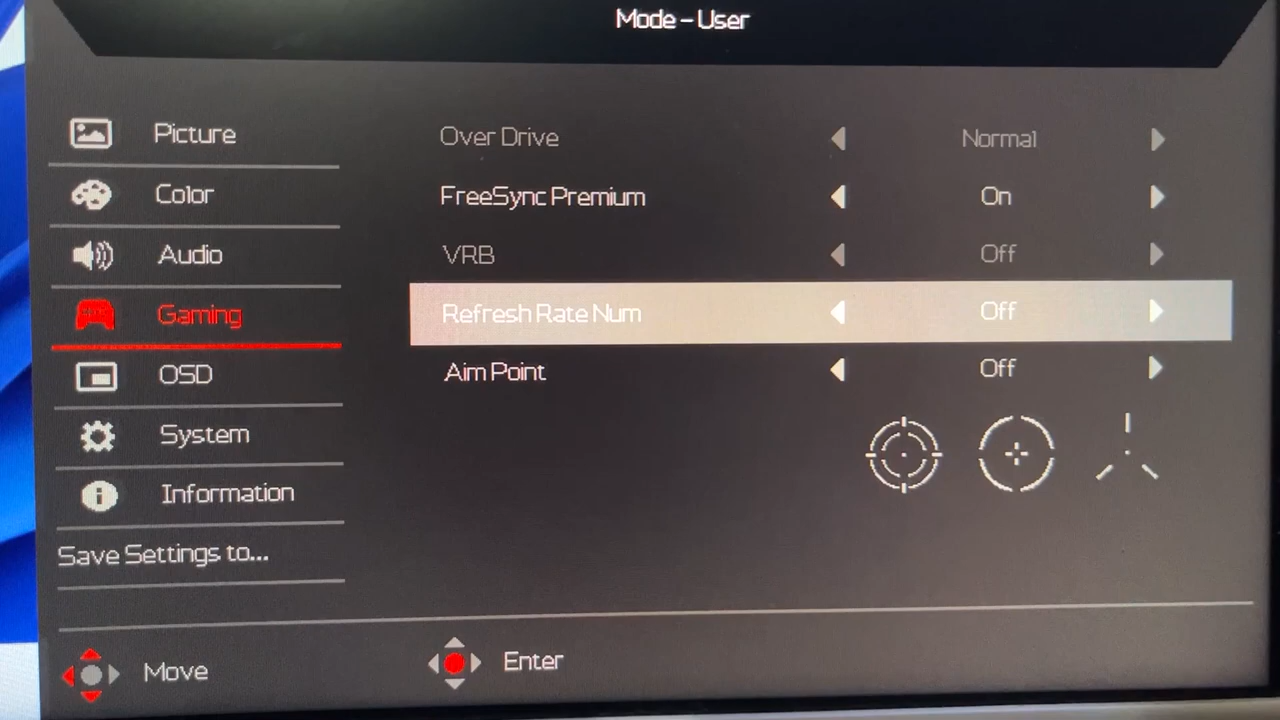 Mode - User
Picture
Color
Audio
Gaming
OSD
System
Information
Save Settings to...
Over Drive Normal
FreeSync Premium On
VRB Off
Refresh Rate Num Off
Aim Point Off
Move
Enter